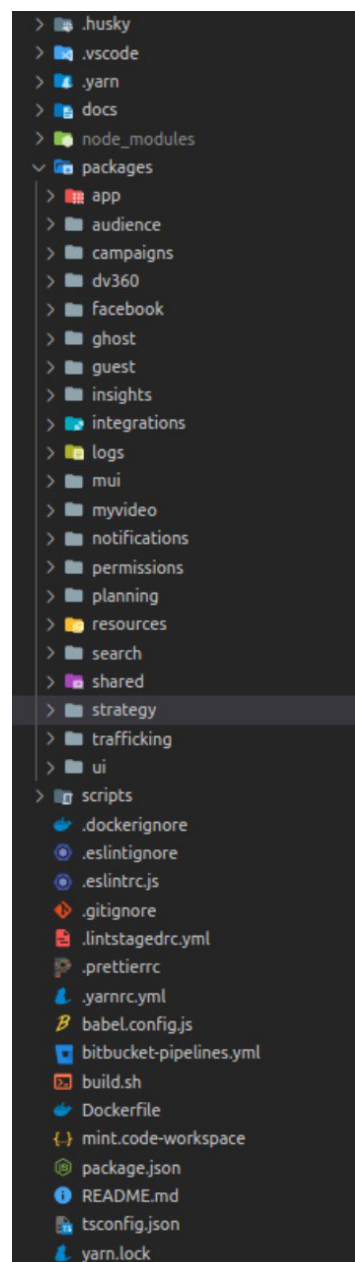 .husky
.vscode
.yarn
docs
node_modules
packages
app
audience
campaigns
dv360
facebook
ghost
guest
insights
integrations
logs
mui
myvideo
notifications
permissions
planning
resources
search
shared
strategy
trafficking
ui
scripts
.dockerignore
.eslintignore
.eslintrc.js
.gitignore
.lintstagedrc.yml
.prettierrc
.yarnrc.yml
babel.config.js
bitbucket-pipelines.yml
build.sh
Dockerfile
mint.code-workspace
package.json
README.md
tsconfig.json
yarn.lock